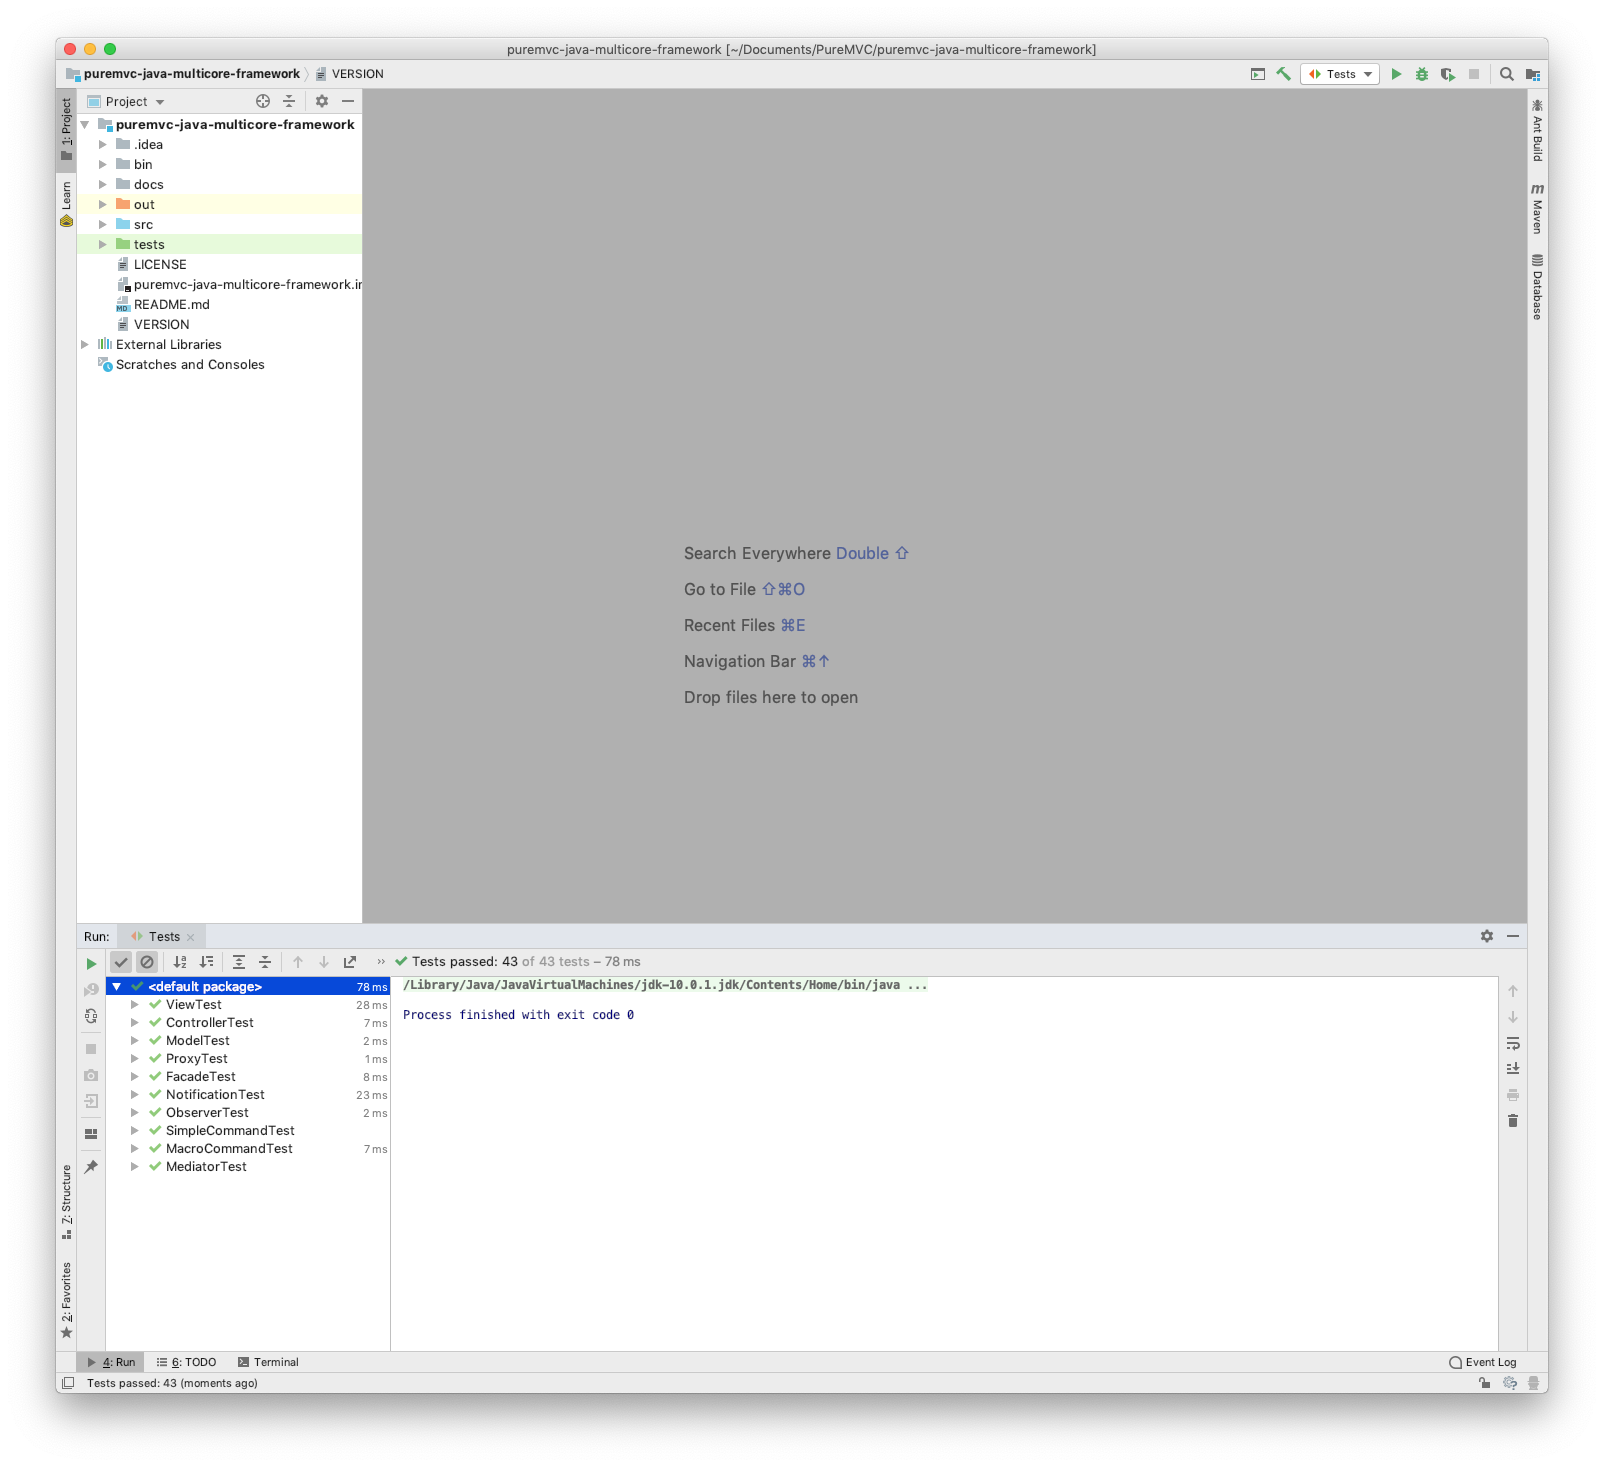 puremvc-java-multicore-framework [~/Documents/PureMVC/puremvc-java-multicore-framework]
puremvc-java-multicore-framework VERSION
Tests
1: Project
Learn
Project
puremvc-java-multicore-framework
.idea
bin
docs
out
src
tests
LICENSE
puremvc-java-multicore-framework.ir
MD README.md
VERSION
External Libraries
Scratches and Consoles
Ant Build
m Maven
Database
Search Everywhere Double ⇧
Go to File ⇧⌘O
Recent Files ⌘E
Navigation Bar ⌘↑
Drop files here to open
Run: Tests
Tests passed: 43 of 43 tests – 78 ms
<default package> 78 ms
ViewTest 28 ms
ControllerTest 7 ms
ModelTest 2 ms
ProxyTest 1 ms
FacadeTest 8 ms
NotificationTest 23 ms
ObserverTest 2 ms
SimpleCommandTest
MacroCommandTest 7 ms
MediatorTest
/Library/Java/JavaVirtualMachines/jdk-10.0.1.jdk/Contents/Home/bin/java ...
Process finished with exit code 0
Z: Structure
2: Favorites
4: Run 6: TODO Terminal Event Log
Tests passed: 43 (moments ago)